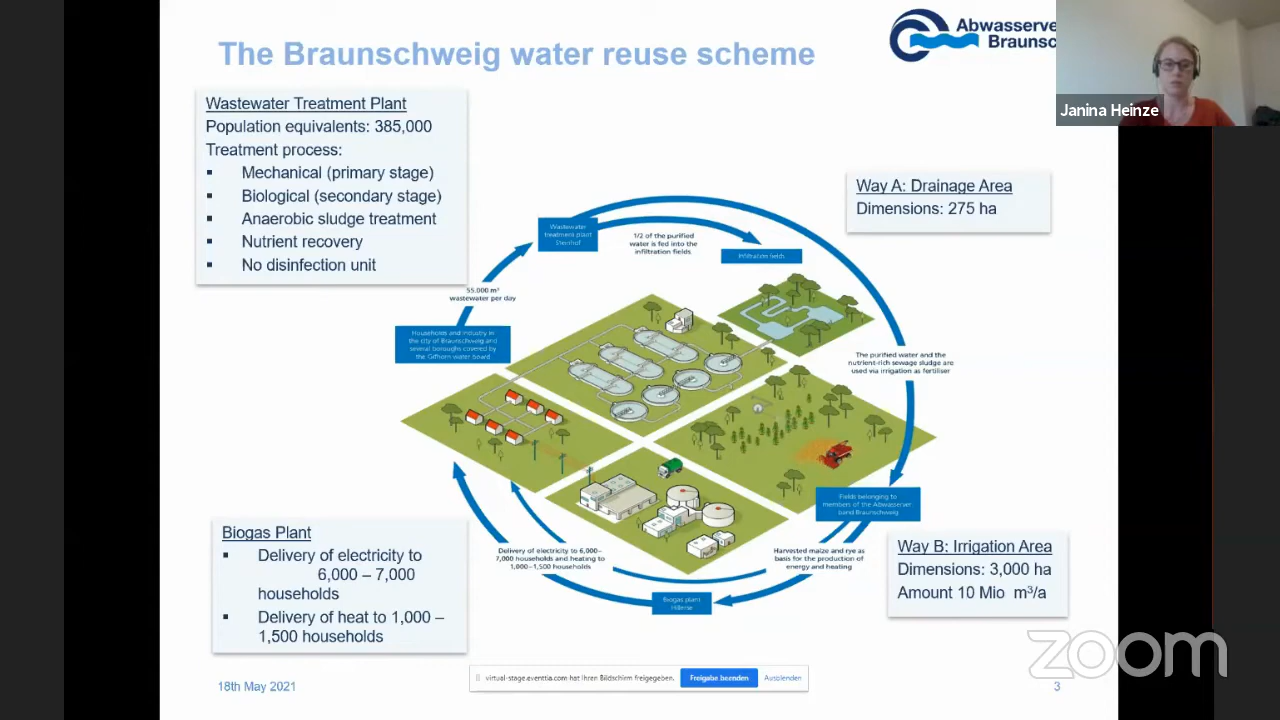 The Braunschweig water reuse scheme
Abwasserve
Braunsc
Janina Heinze
Wastewater Treatment Plant
Population equivalents: 385,000
Treatment process:
▪ Mechanical (primary stage)
▪ Biological (secondary stage)
▪ Anaerobic sludge treatment
▪ Nutrient recovery
▪ No disinfection unit
Way A: Drainage Area
Dimensions: 275 ha
Wastewater
treatment plant
Steinhof
1/2 of the purified
water is fed into the
infiltration fields
Infiltration fields
55,000 m³
wastewater per day
Households and industry in
the city of Braunschweig and
several boroughs covered by
the Gifhorn water board
The purified water and the
nutrient-rich sewage sludge are
used via irrigation as fertiliser
Fields belonging to
members of the Abwasser
band Braunschweig
Biogas Plant
▪ Delivery of electricity to
6,000 – 7,000
households
▪ Delivery of heat to 1,000 –
1,500 households
Delivery of electricity to 6,000–
7,000 households and heating to
1,000–1,500 households
Harvested maize and rye as
basis for the production of
energy and heating
Biogas plant
Hillerse
Way B: Irrigation Area
Dimensions: 3,000 ha
Amount 10 Mio m³/a
zoom
virtual-stage.eventtia.com hat Ihren Bildschirm freigegeben.
Freigabe beenden
Ausblenden
18th May 2021
3